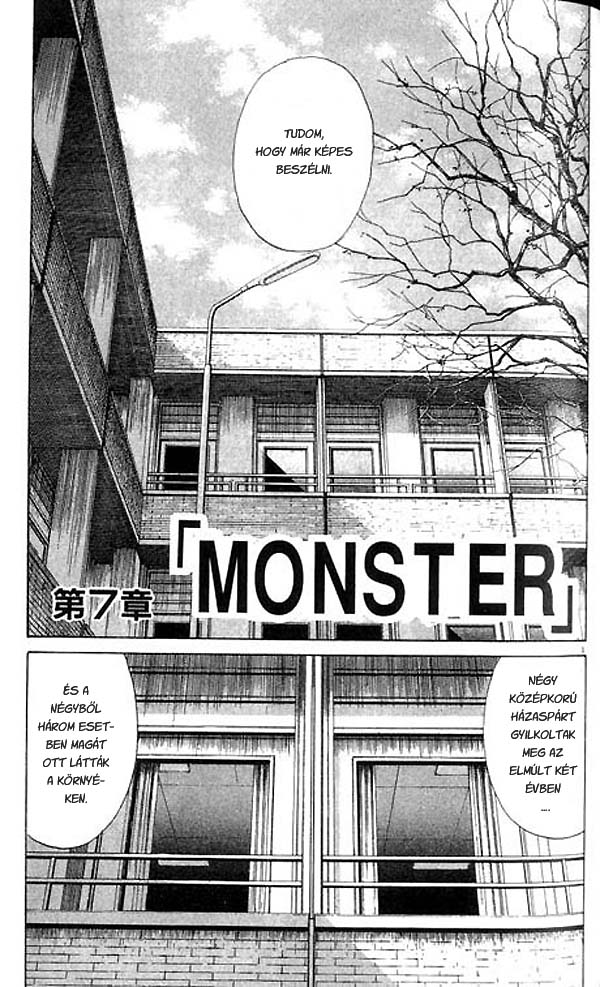 TUDOM,
HOGY MÁR KÉPES
BESZÉLNI.
第7章
「MONSTER」
1
NÉGY
KÖZÉPKORÚ
HÁZASPÁRT
GYILKOLTAK
MEG AZ
ELMÚLT KÉT
ÉVBEN
....
ÉS A
NÉGYBŐL
HÁROM ESET-
BEN MAGÁT
OTT LÁTTÁK
A KÖRNYÉ-
KEN.